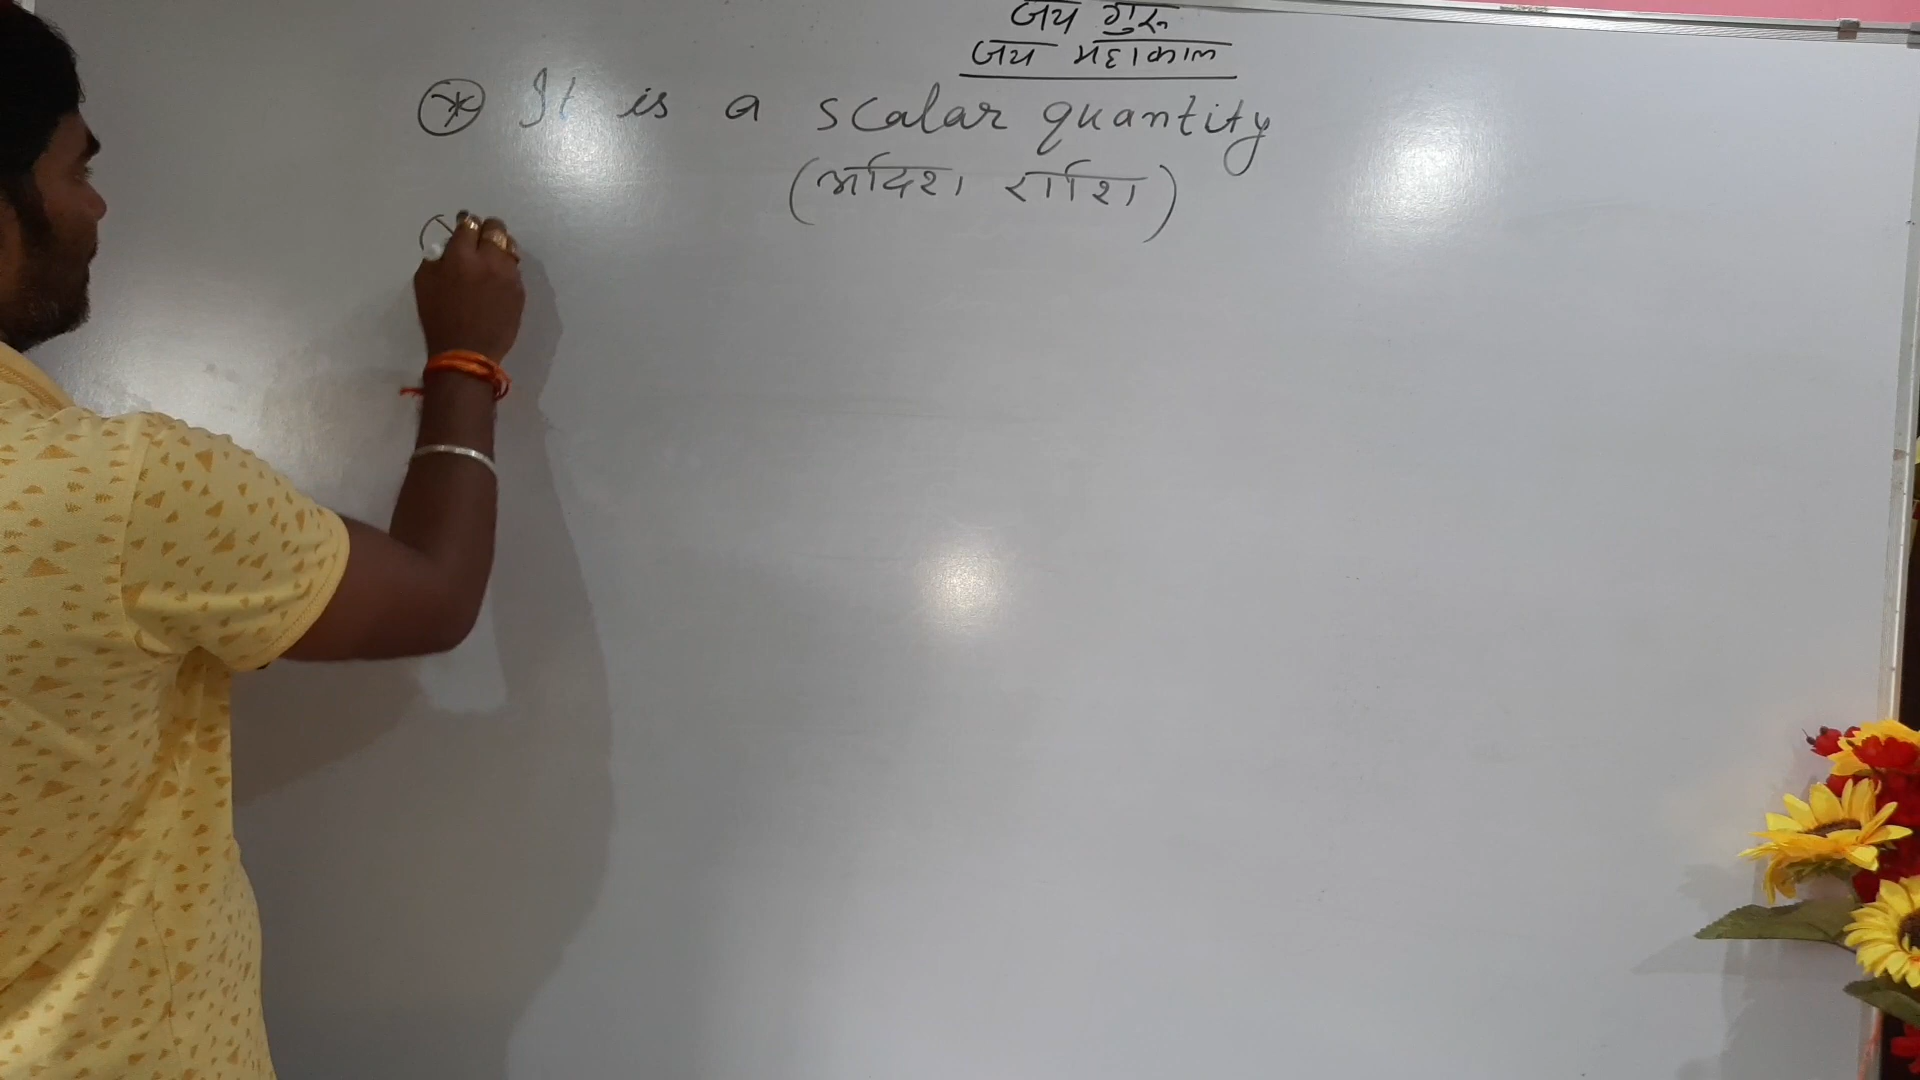 जय गुरु
जय महाकाल
* It is a scalar quantity
(अदिश राशि)